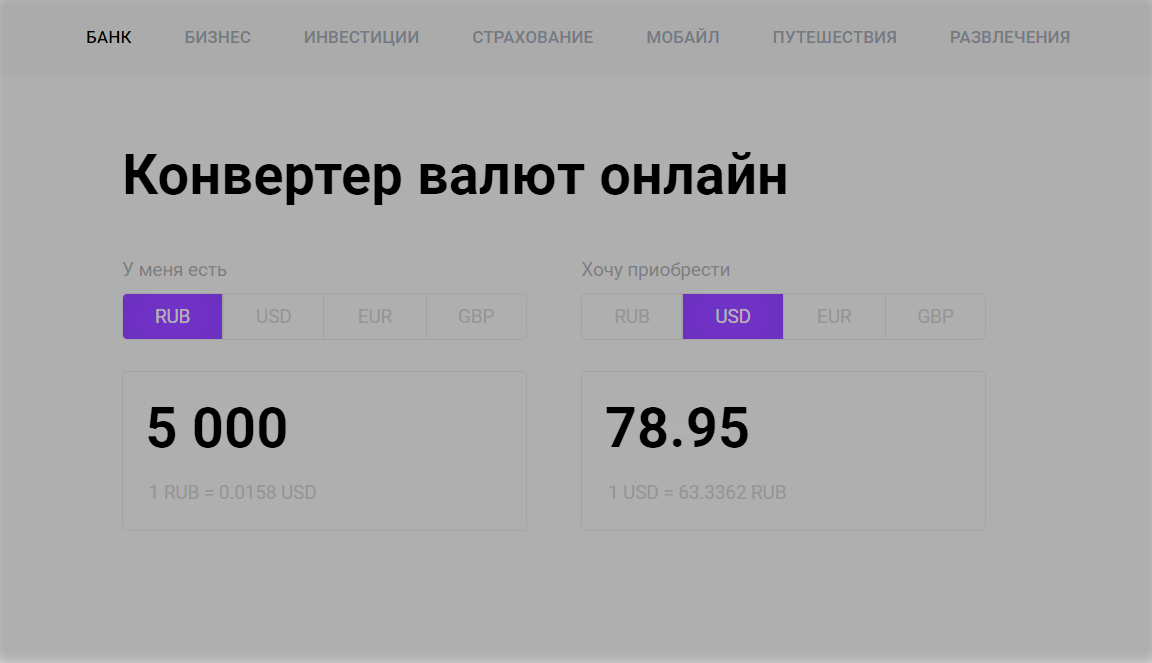 БАНК БИЗНЕС ИНВЕСТИЦИИ СТРАХОВАНИЕ МОБАЙЛ ПУТЕШЕСТВИЯ РАЗВЛЕЧЕНИЯ
Конвертер валют онлайн
У меня есть
RUB USD EUR GBP
5 000
1 RUB = 0.0158 USD
Хочу приобрести
RUB USD EUR GBP
78.95
1 USD = 63.3362 RUB